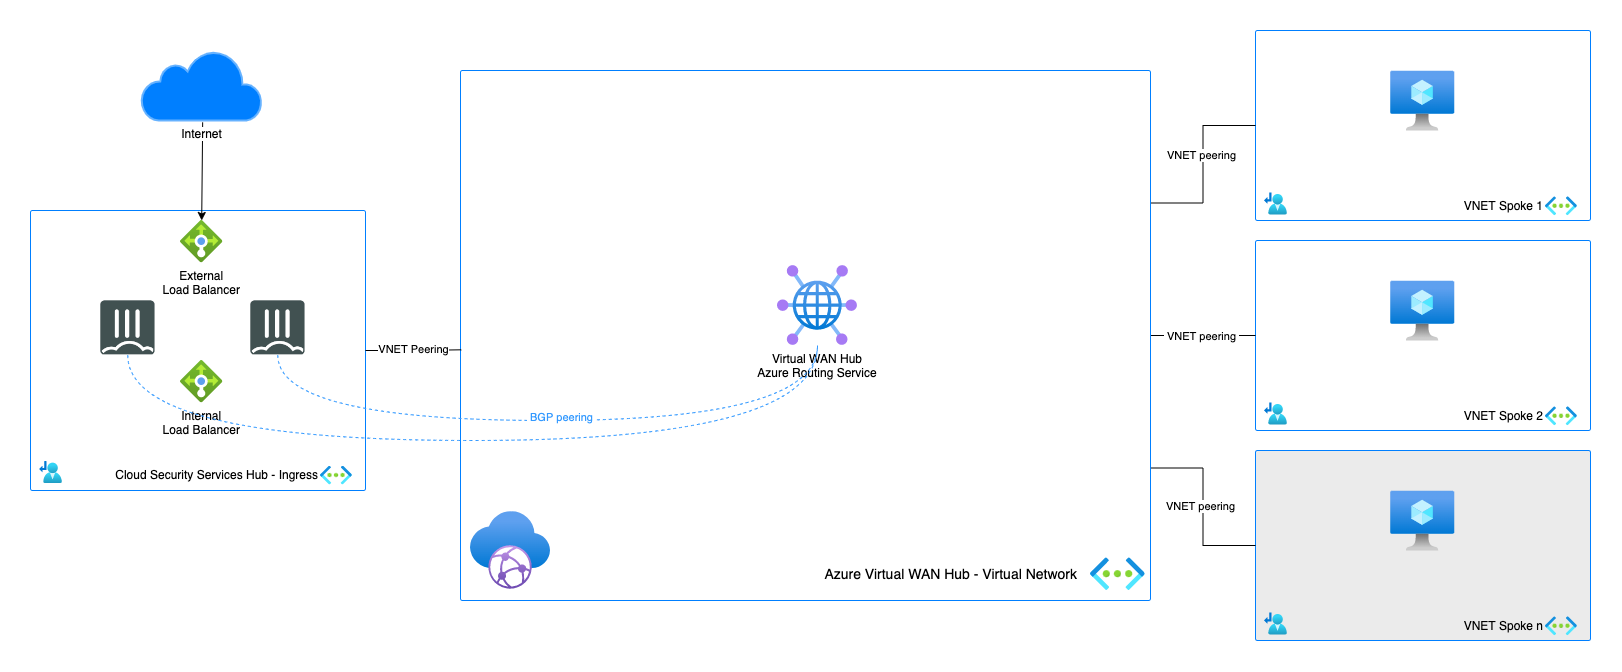 Internet
External
Load Balancer
Internal
Load Balancer
Cloud Security Services Hub - Ingress
VNET Peering
BGP peering
Virtual WAN Hub
Azure Routing Service
Azure Virtual WAN Hub - Virtual Network
VNET peering
VNET Spoke 1
VNET peering
VNET Spoke 2
VNET peering
VNET Spoke n